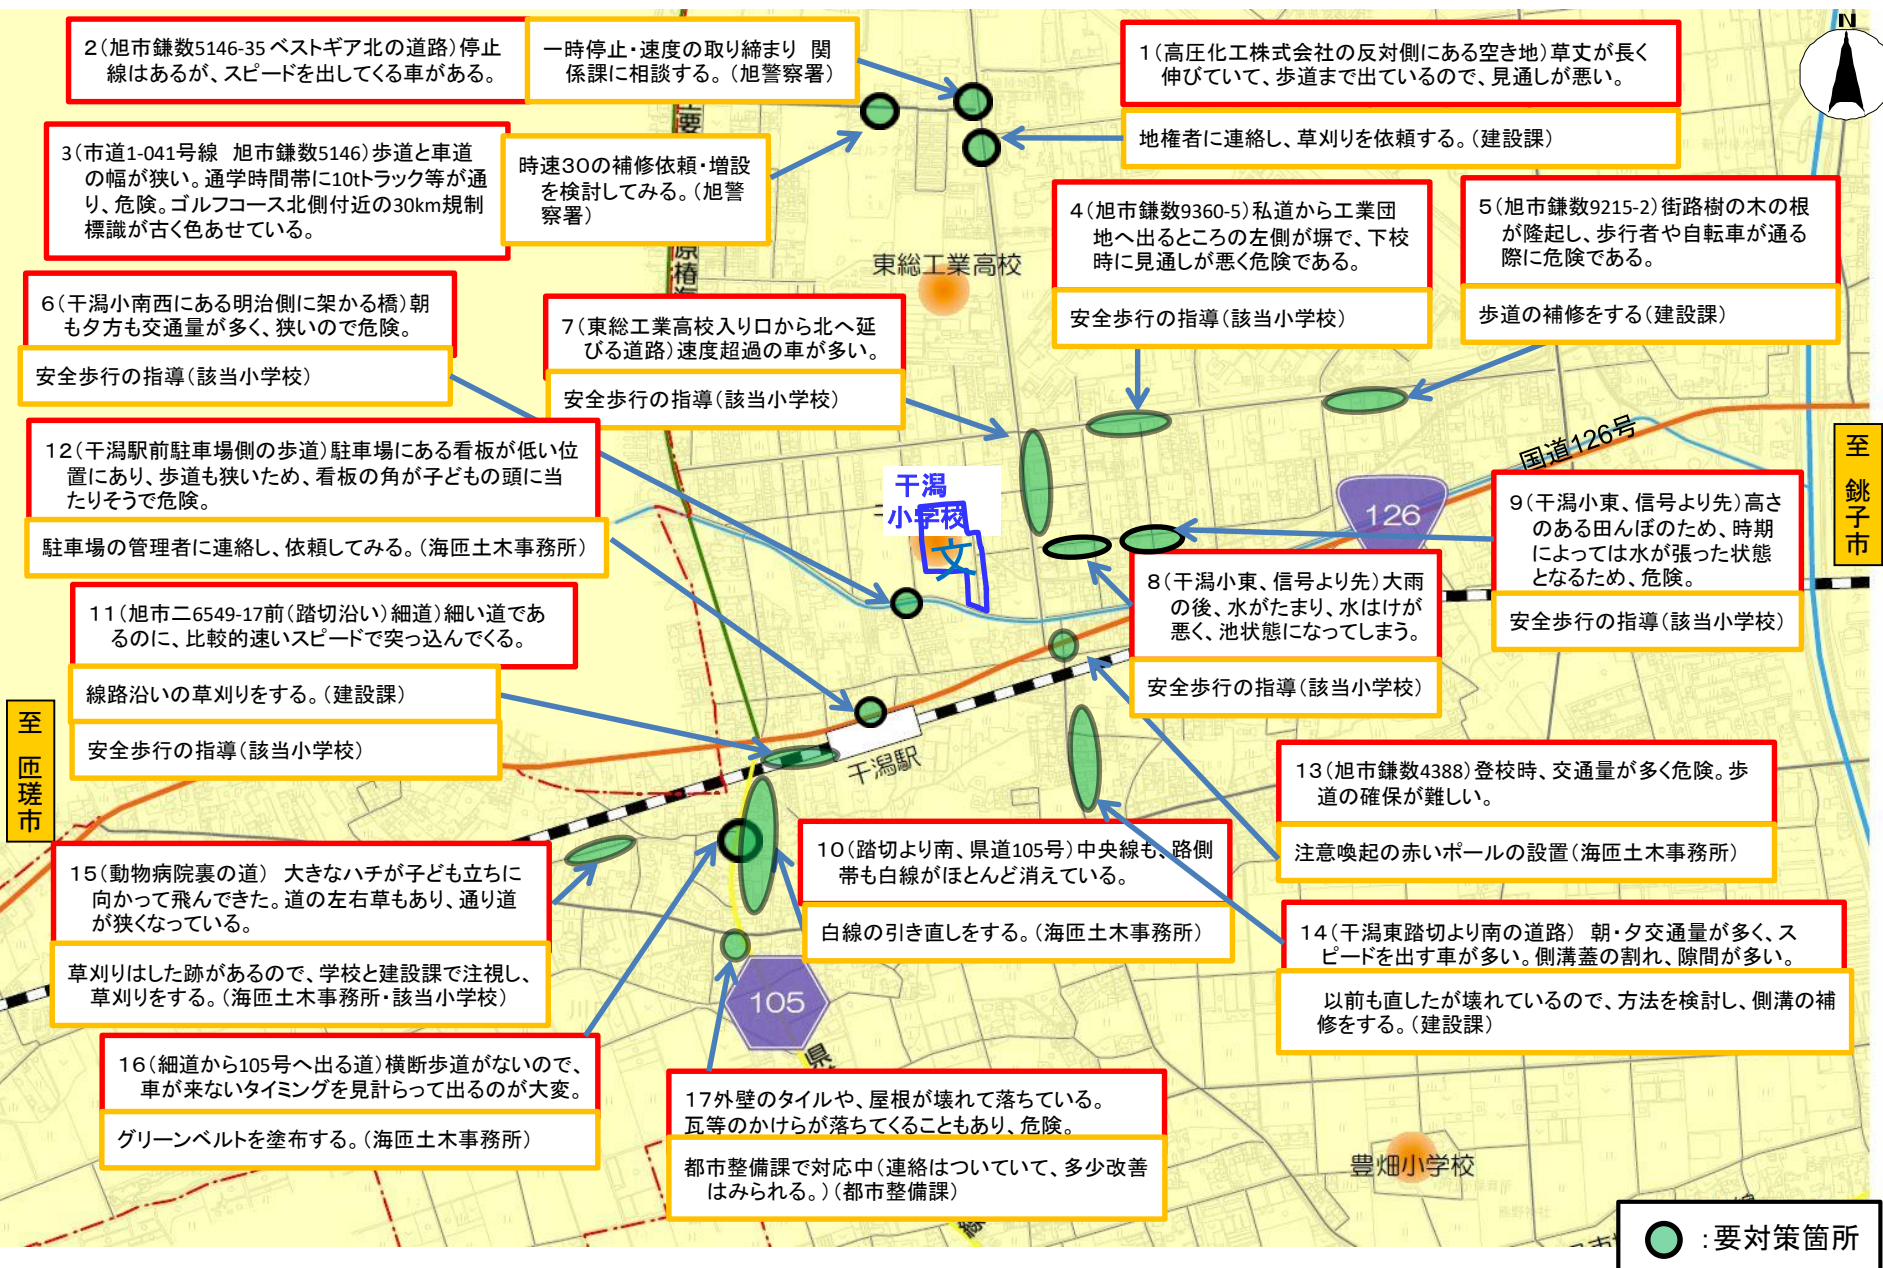 2(旭市鎌数5146-35 ベストギア北の道路)停止
線はあるが、スピードを出してくる車がある。
一時停止・速度の取り締まり 関
係課に相談する。(旭警察署)
1(高圧化工株式会社の反対側にある空き地)草丈が長く
伸びていて、歩道まで出ているので、見通しが悪い。
地権者に連絡し、草刈りを依頼する。(建設課)
N
3(市道1-041号線 旭市鎌数5146)歩道と車道
の幅が狭い。通学時間帯に10tトラック等が通
り、危険。ゴルフコース北側付近の30km規制
標識が古く色あせている。
時速30の補修依頼・増設
を検討してみる。(旭警
察署)
4(旭市鎌数9360-5)私道から工業団
地へ出るところの左側が塀で、下校
時に見通しが悪く危険である。
安全歩行の指導(該当小学校)
5(旭市鎌数9215-2)街路樹の木の根
が隆起し、歩行者や自転車が通る
際に危険である。
歩道の補修をする(建設課)
東総工業高校
6(干潟小南西にある明治側に架かる橋)朝
も夕方も交通量が多く、狭いので危険。
安全歩行の指導(該当小学校)
7(東総工業高校入り口から北へ延
びる道路)速度超過の車が多い。
安全歩行の指導(該当小学校)
12(干潟駅前駐車場側の歩道)駐車場にある看板が低い位
置にあり、歩道も狭いため、看板の角が子どもの頭に当
たりそうで危険。
駐車場の管理者に連絡し、依頼してみる。(海匝土木事務所)
干潟
小学校
文
国道126号
126
至 銚子市
9(干潟小東、信号より先)高さ
のある田んぼのため、時期
によっては水が張った状態
となるため、危険。
安全歩行の指導(該当小学校)
8(干潟小東、信号より先)大雨
の後、水がたまり、水はけが
悪く、池状態になってしまう。
安全歩行の指導(該当小学校)
11(旭市二6549-17前(踏切沿い)細道)細い道であ
るのに、比較的速いスピードで突っ込んでくる。
線路沿いの草刈りをする。(建設課)
安全歩行の指導(該当小学校)
至 匝瑳市
干潟駅
13(旭市鎌数4388)登校時、交通量が多く危険。歩
道の確保が難しい。
注意喚起の赤いポールの設置(海匝土木事務所)
10(踏切より南、県道105号)中央線も、路側
帯も白線がほとんど消えている。
白線の引き直しをする。(海匝土木事務所)
15(動物病院裏の道) 大きなハチが子ども立ちに
向かって飛んできた。道の左右草もあり、通り道
が狭くなっている。
草刈りはした跡があるので、学校と建設課で注視し、
草刈りをする。(海匝土木事務所・該当小学校)
14(干潟東踏切より南の道路) 朝・夕交通量が多く、ス
ピードを出す車が多い。側溝蓋の割れ、隙間が多い。
以前も直したが壊れているので、方法を検討し、側溝の補
修をする。(建設課)
105
16(細道から105号へ出る道)横断歩道がないので、
車が来ないタイミングを見計らって出るのが大変。
グリーンベルトを塗布する。(海匝土木事務所)
17外壁のタイルや、屋根が壊れて落ちている。
瓦等のかけらが落ちてくることもあり、危険。
都市整備課で対応中(連絡はついていて、多少改善
はみられる。)(都市整備課)
豊畑小学校
:要対策箇所